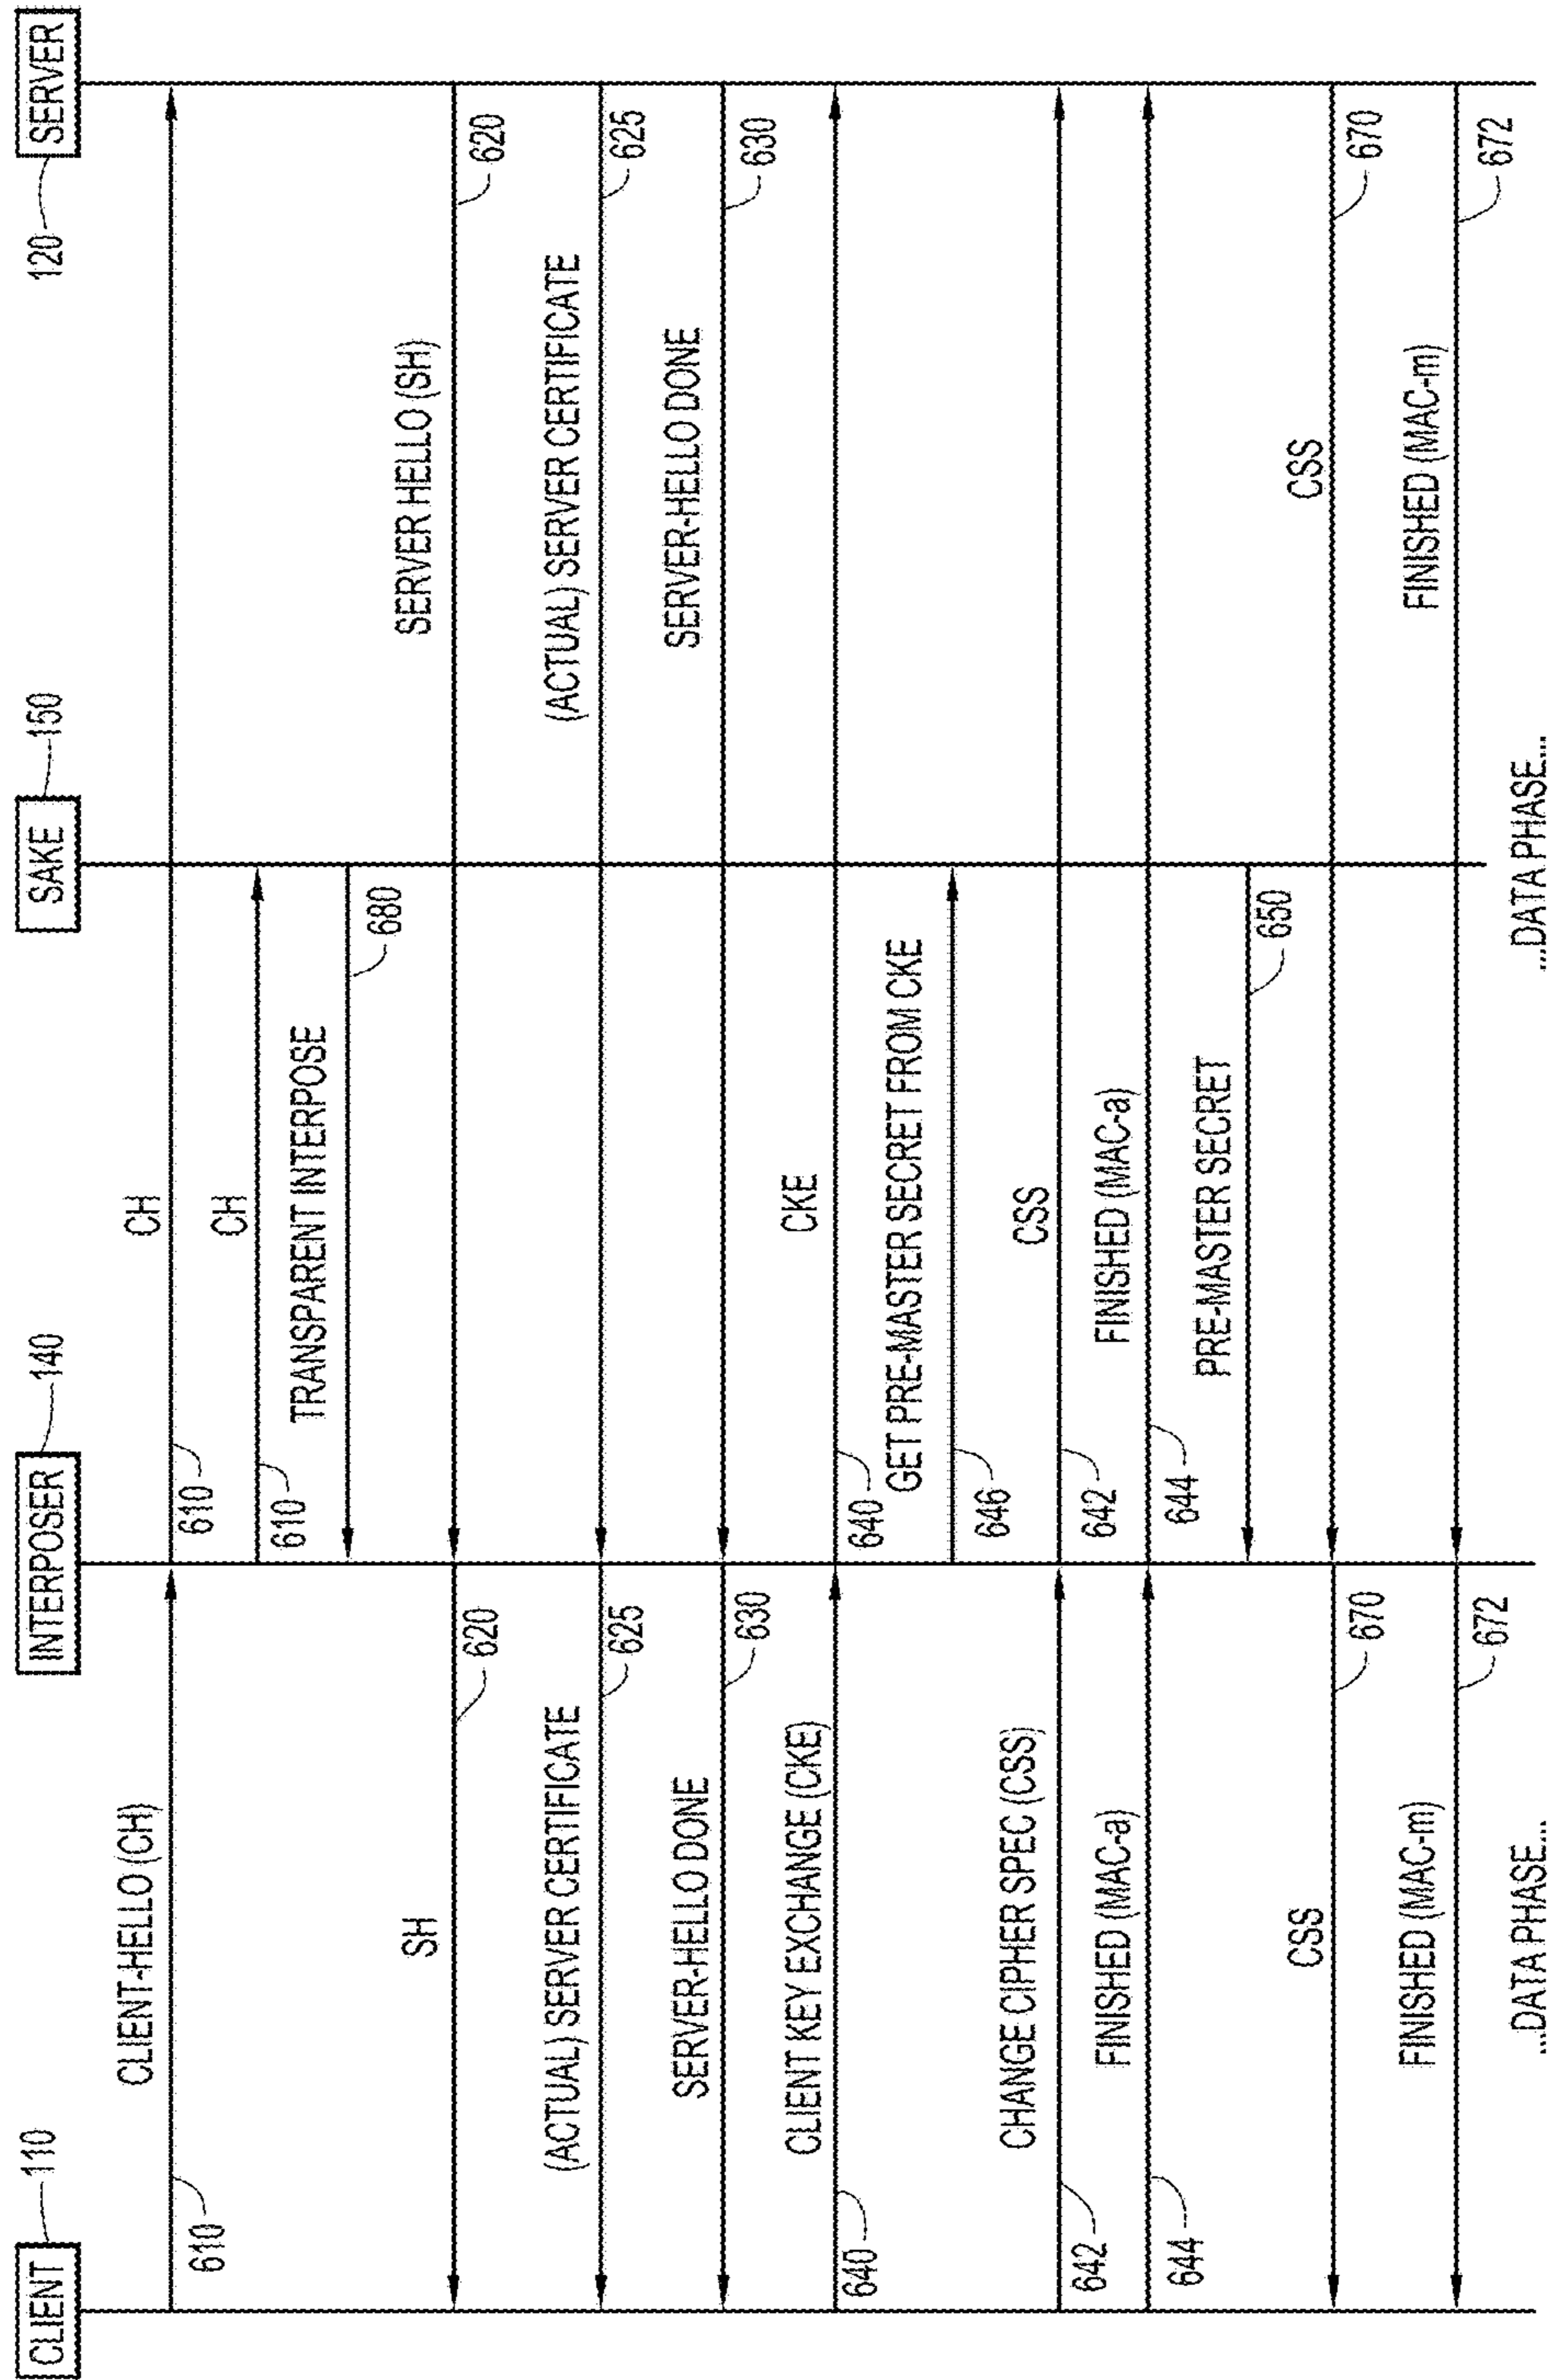 CLIENT
110
INTERPOSER
140
SAKE
150
120
SERVER
CLIENT-HELLO (CH)
610
CH
610
CH
610
TRANSPARENT INTERPOSE
680
SH
620
SERVER HELLO (SH)
620
(ACTUAL) SERVER CERTIFICATE
625
(ACTUAL) SERVER CERTIFICATE
625
SERVER-HELLO DONE
630
SERVER-HELLO DONE
630
CLIENT KEY EXCHANGE (CKE)
640
CKE
640
GET PRE-MASTER SECRET FROM CKE
646
CHANGE CIPHER SPEC (CSS)
642
CSS
642
FINISHED (MAC-a)
644
FINISHED (MAC-a)
644
PRE-MASTER SECRET
650
CSS
670
CSS
670
FINISHED (MAC-m)
672
FINISHED (MAC-m)
672
...DATA PHASE...
...DATA PHASE...